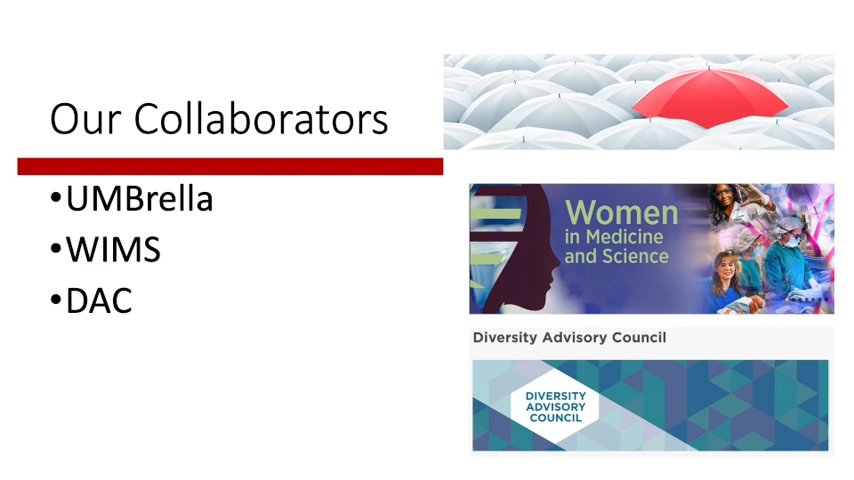 Our Collaborators
•UMBrella
•WIMS
•DAC
Women
in Medicine
and Science
Diversity Advisory Council
DIVERSITY
ADVISORY
COUNCIL